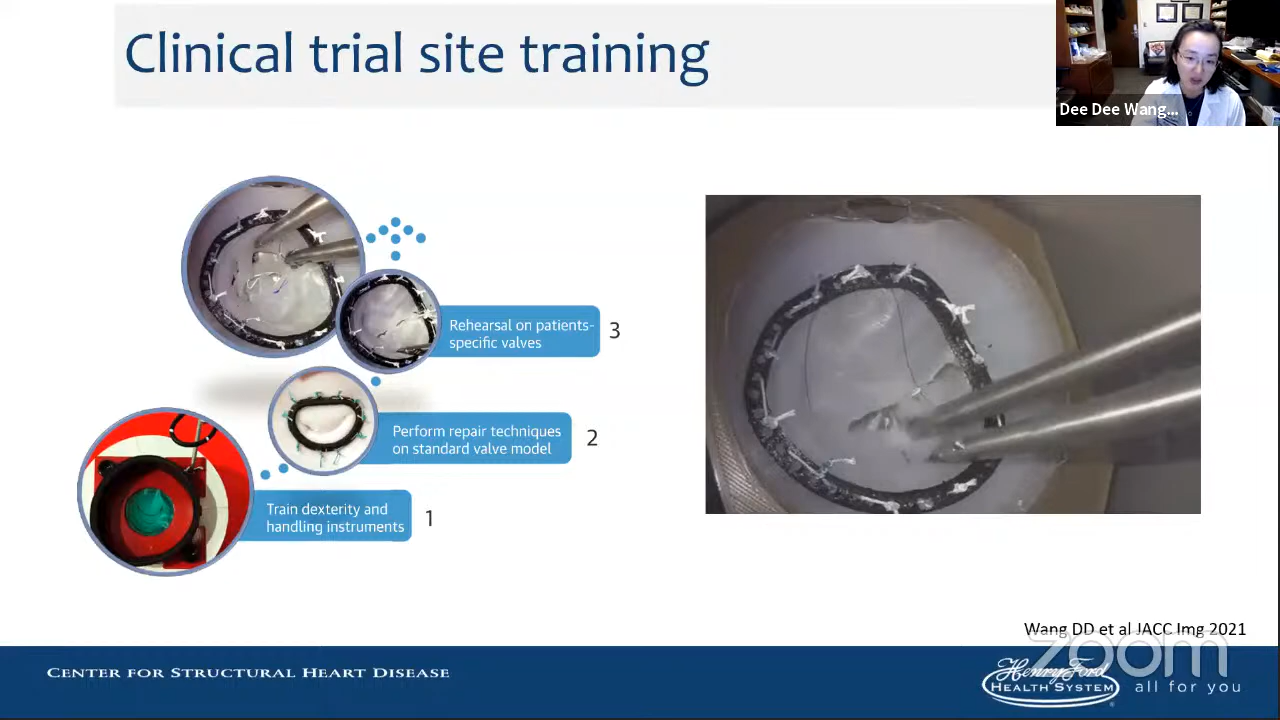 Clinical trial site training
Dee Dee Wang...
Rehearsal on patients-
specific valves
3
Perform repair techniques
on standard valve model
2
Train dexterity and
handling instruments
1
Wang DD et al JACC Img 2021
zoom
CENTER FOR STRUCTURAL HEART DISEASE
Henry Ford
HEALTH SYSTEM
all for you